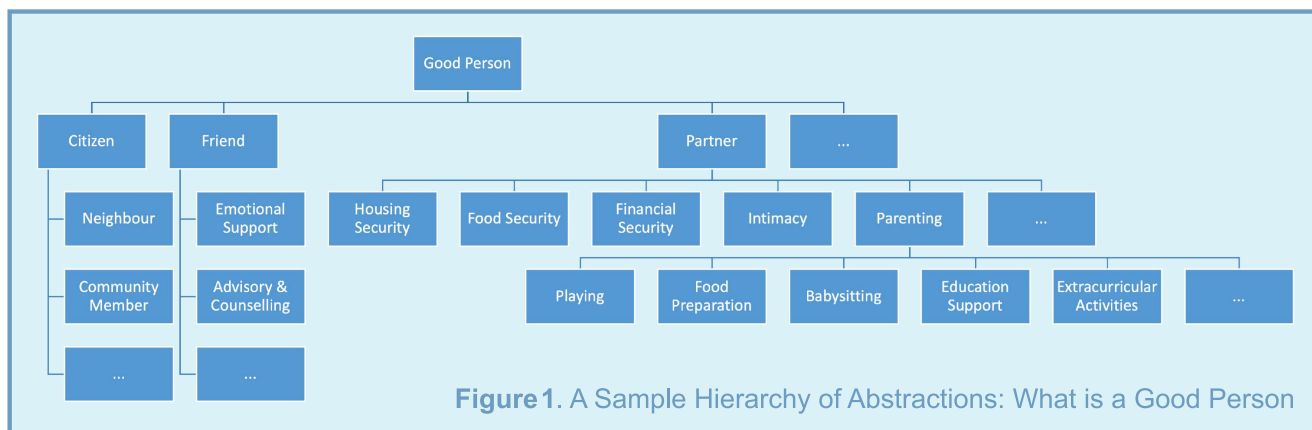 Good Person
Citizen
Friend
Partner
...
Neighbour
Emotional
Support
Housing
Security
Food Security
Financial
Security
Intimacy
Parenting
...
Community
Member
Advisory &
Counselling
Playing
Food
Preparation
Babysitting
Education
Support
Extracurricular
Activities
...
...
...
Figure 1. A Sample Hierarchy of Abstractions: What is a Good Person